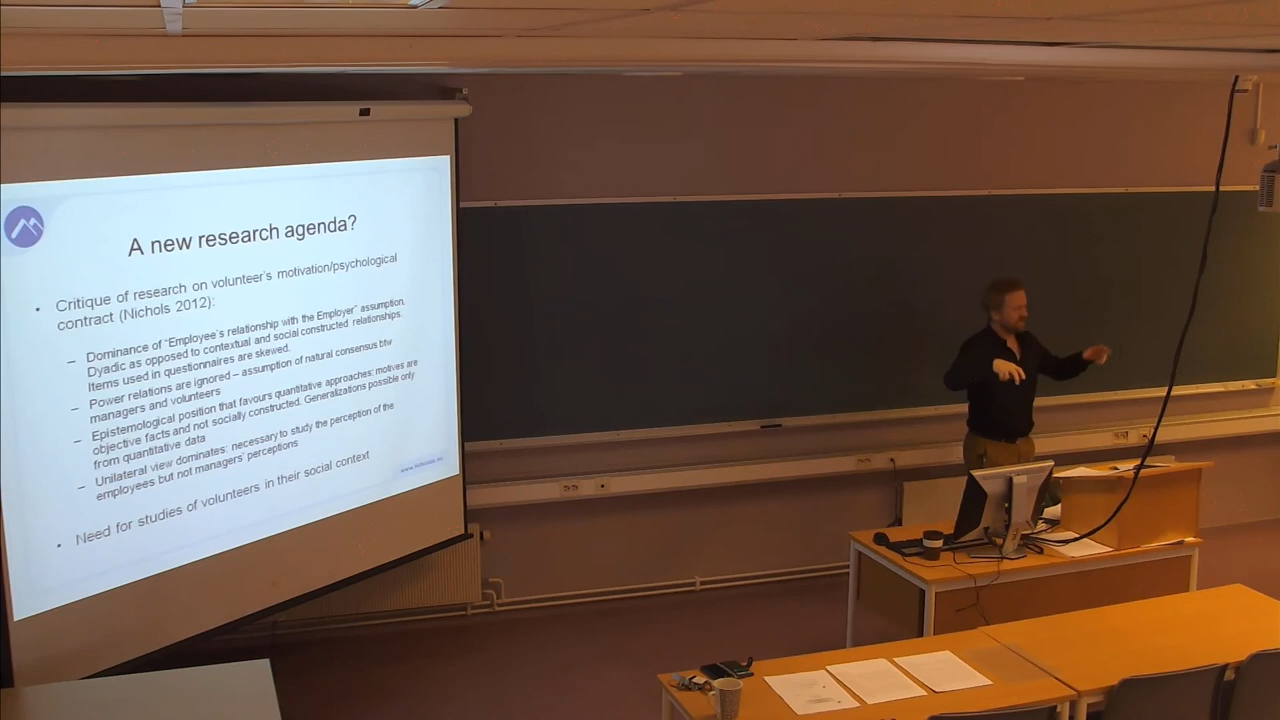 A new research agenda?
• Critique of research on volunteer's motivation/psychological
contract (Nichols 2012):
– Dominance of "Employee's relationship with the Employer" assumption.
Dyadic as opposed to contextual and social constructed relationships.
Items used in questionnaires are skewed.
– Power relations are ignored – assumption of natural consensus btw
managers and volunteers
– Epistemological position that favours quantitative approaches: motives are
objective facts and not socially constructed. Generalizations possible only
from quantitative data
– Unilateral view dominates: necessary to study the perception of the
employees but not managers' perceptions
• Need for studies of volunteers in their social context